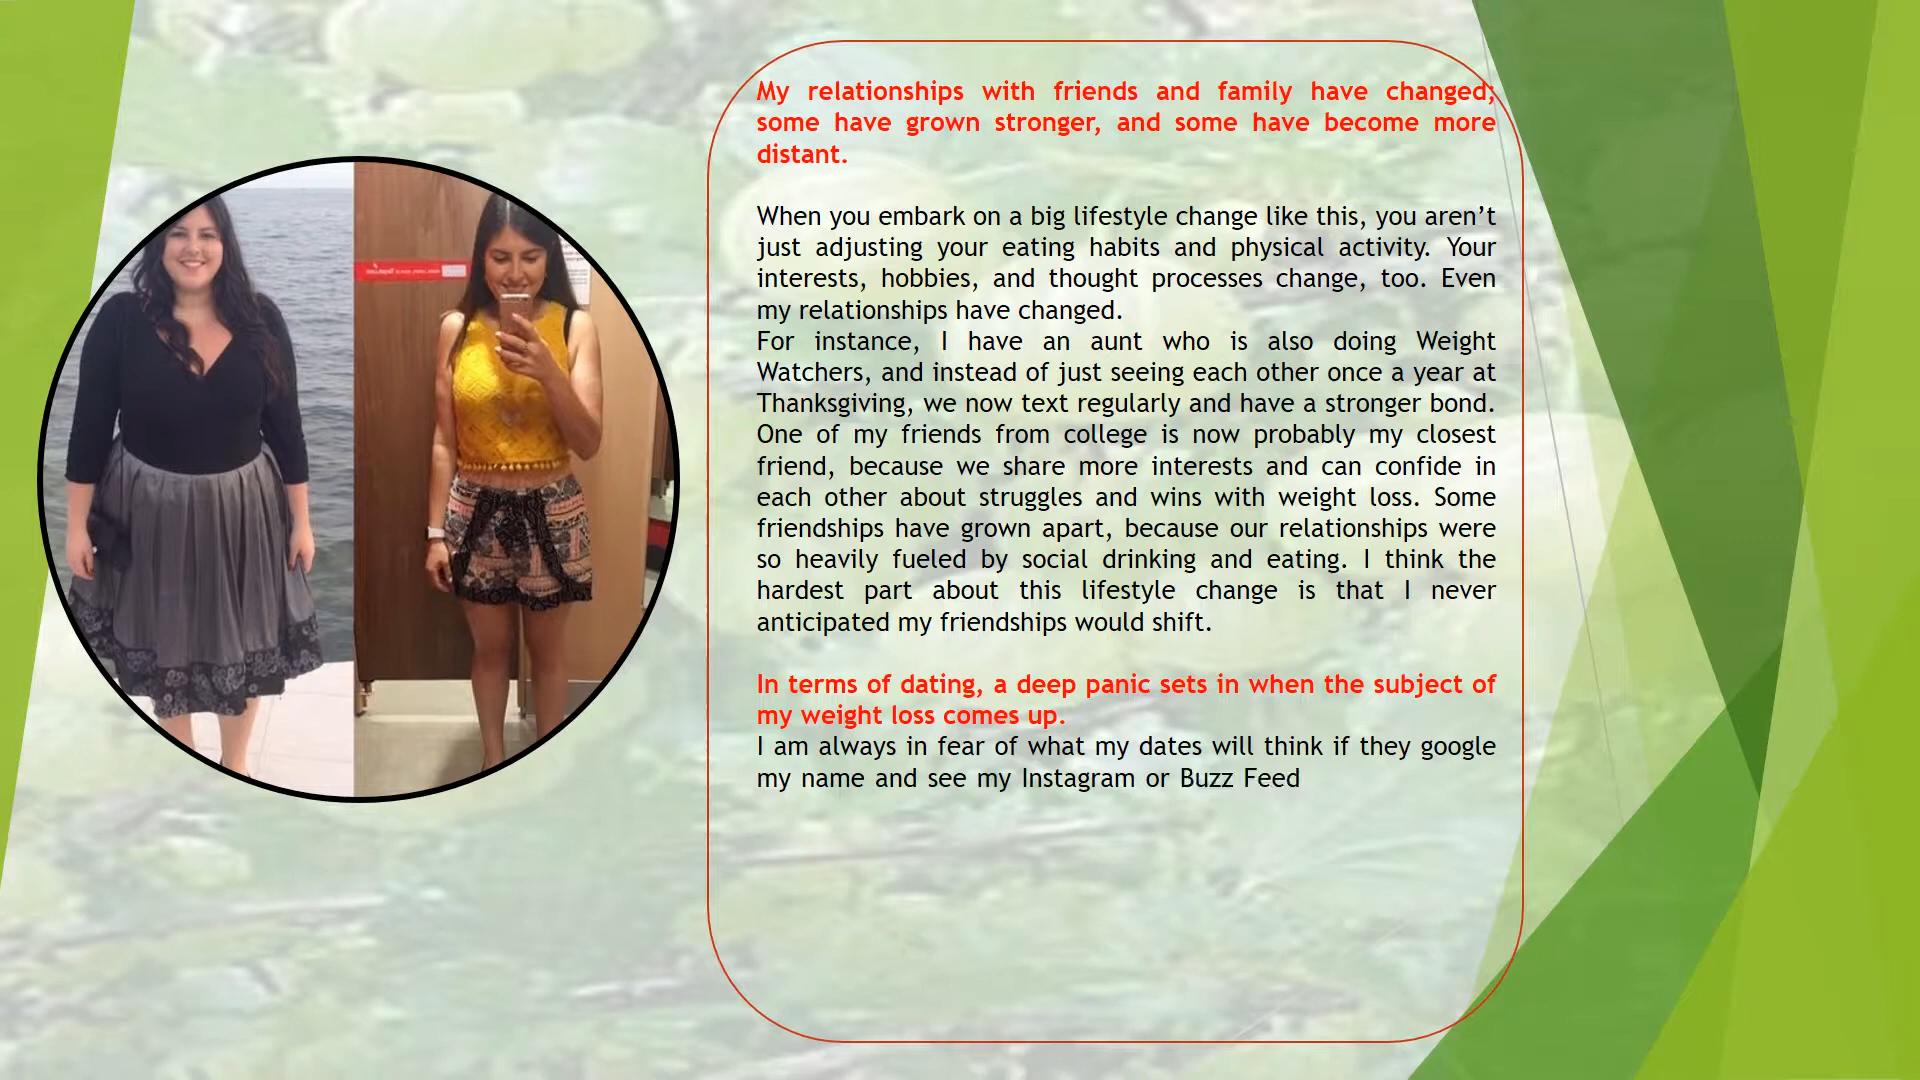 My relationships with friends and family have changed;
some have grown stronger, and some have become more
distant.
When you embark on a big lifestyle change like this, you aren’t
just adjusting your eating habits and physical activity. Your
interests, hobbies, and thought processes change, too. Even
my relationships have changed.
For instance, I have an aunt who is also doing Weight
Watchers, and instead of just seeing each other once a year at
Thanksgiving, we now text regularly and have a stronger bond.
One of my friends from college is now probably my closest
friend, because we share more interests and can confide in
each other about struggles and wins with weight loss. Some
friendships have grown apart, because our relationships were
so heavily fueled by social drinking and eating. I think the
hardest part about this lifestyle change is that I never
anticipated my friendships would shift.
In terms of dating, a deep panic sets in when the subject of
my weight loss comes up.
I am always in fear of what my dates will think if they google
my name and see my Instagram or Buzz Feed